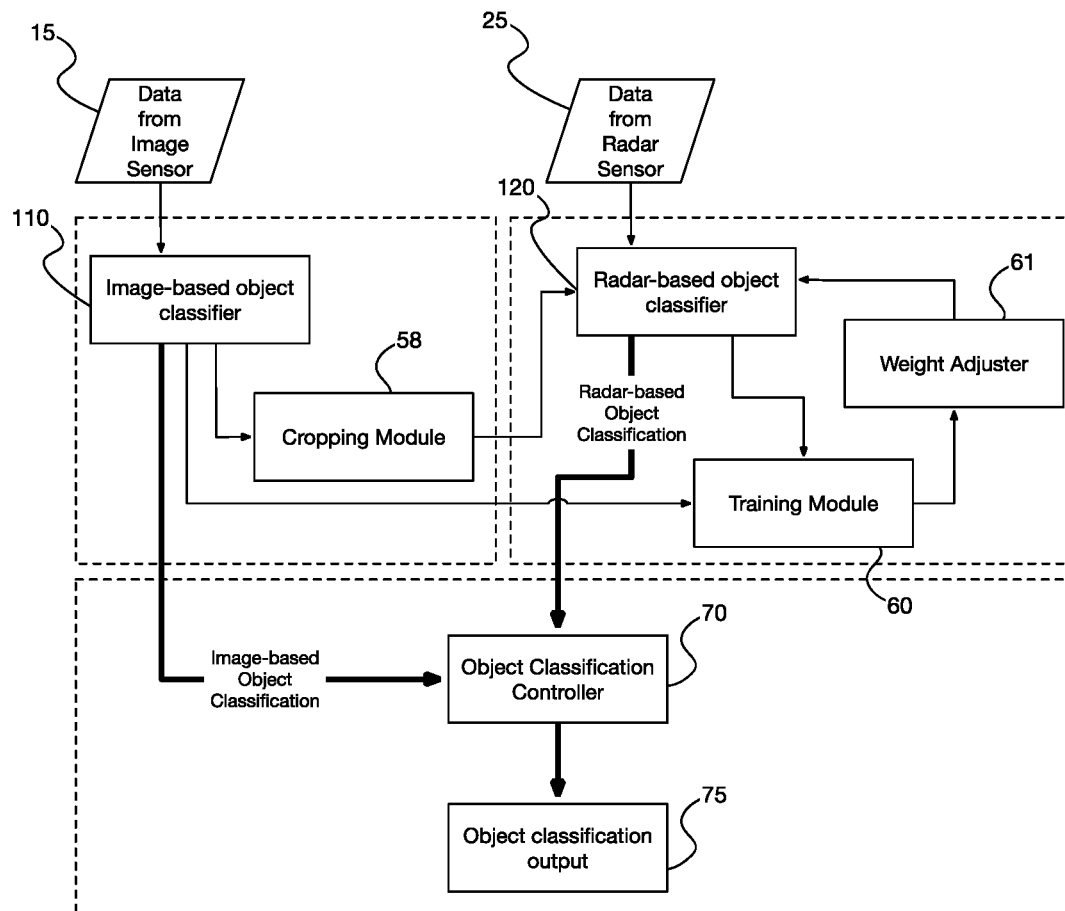 15
25
Data
from
Image
Sensor
Data
from
Radar
Sensor
110
120
Image-based object
classifier
Radar-based object
classifier
61
Weight Adjuster
58
Cropping Module
Radar-based
Object
Classification
Training Module
60
70
Image-based
Object
Classification
Object Classification
Controller
75
Object classification
output